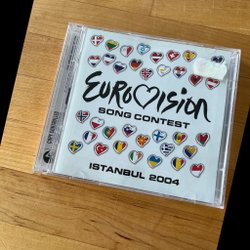 EUROVISION
SONG CONTEST
ISTANBUL 2004